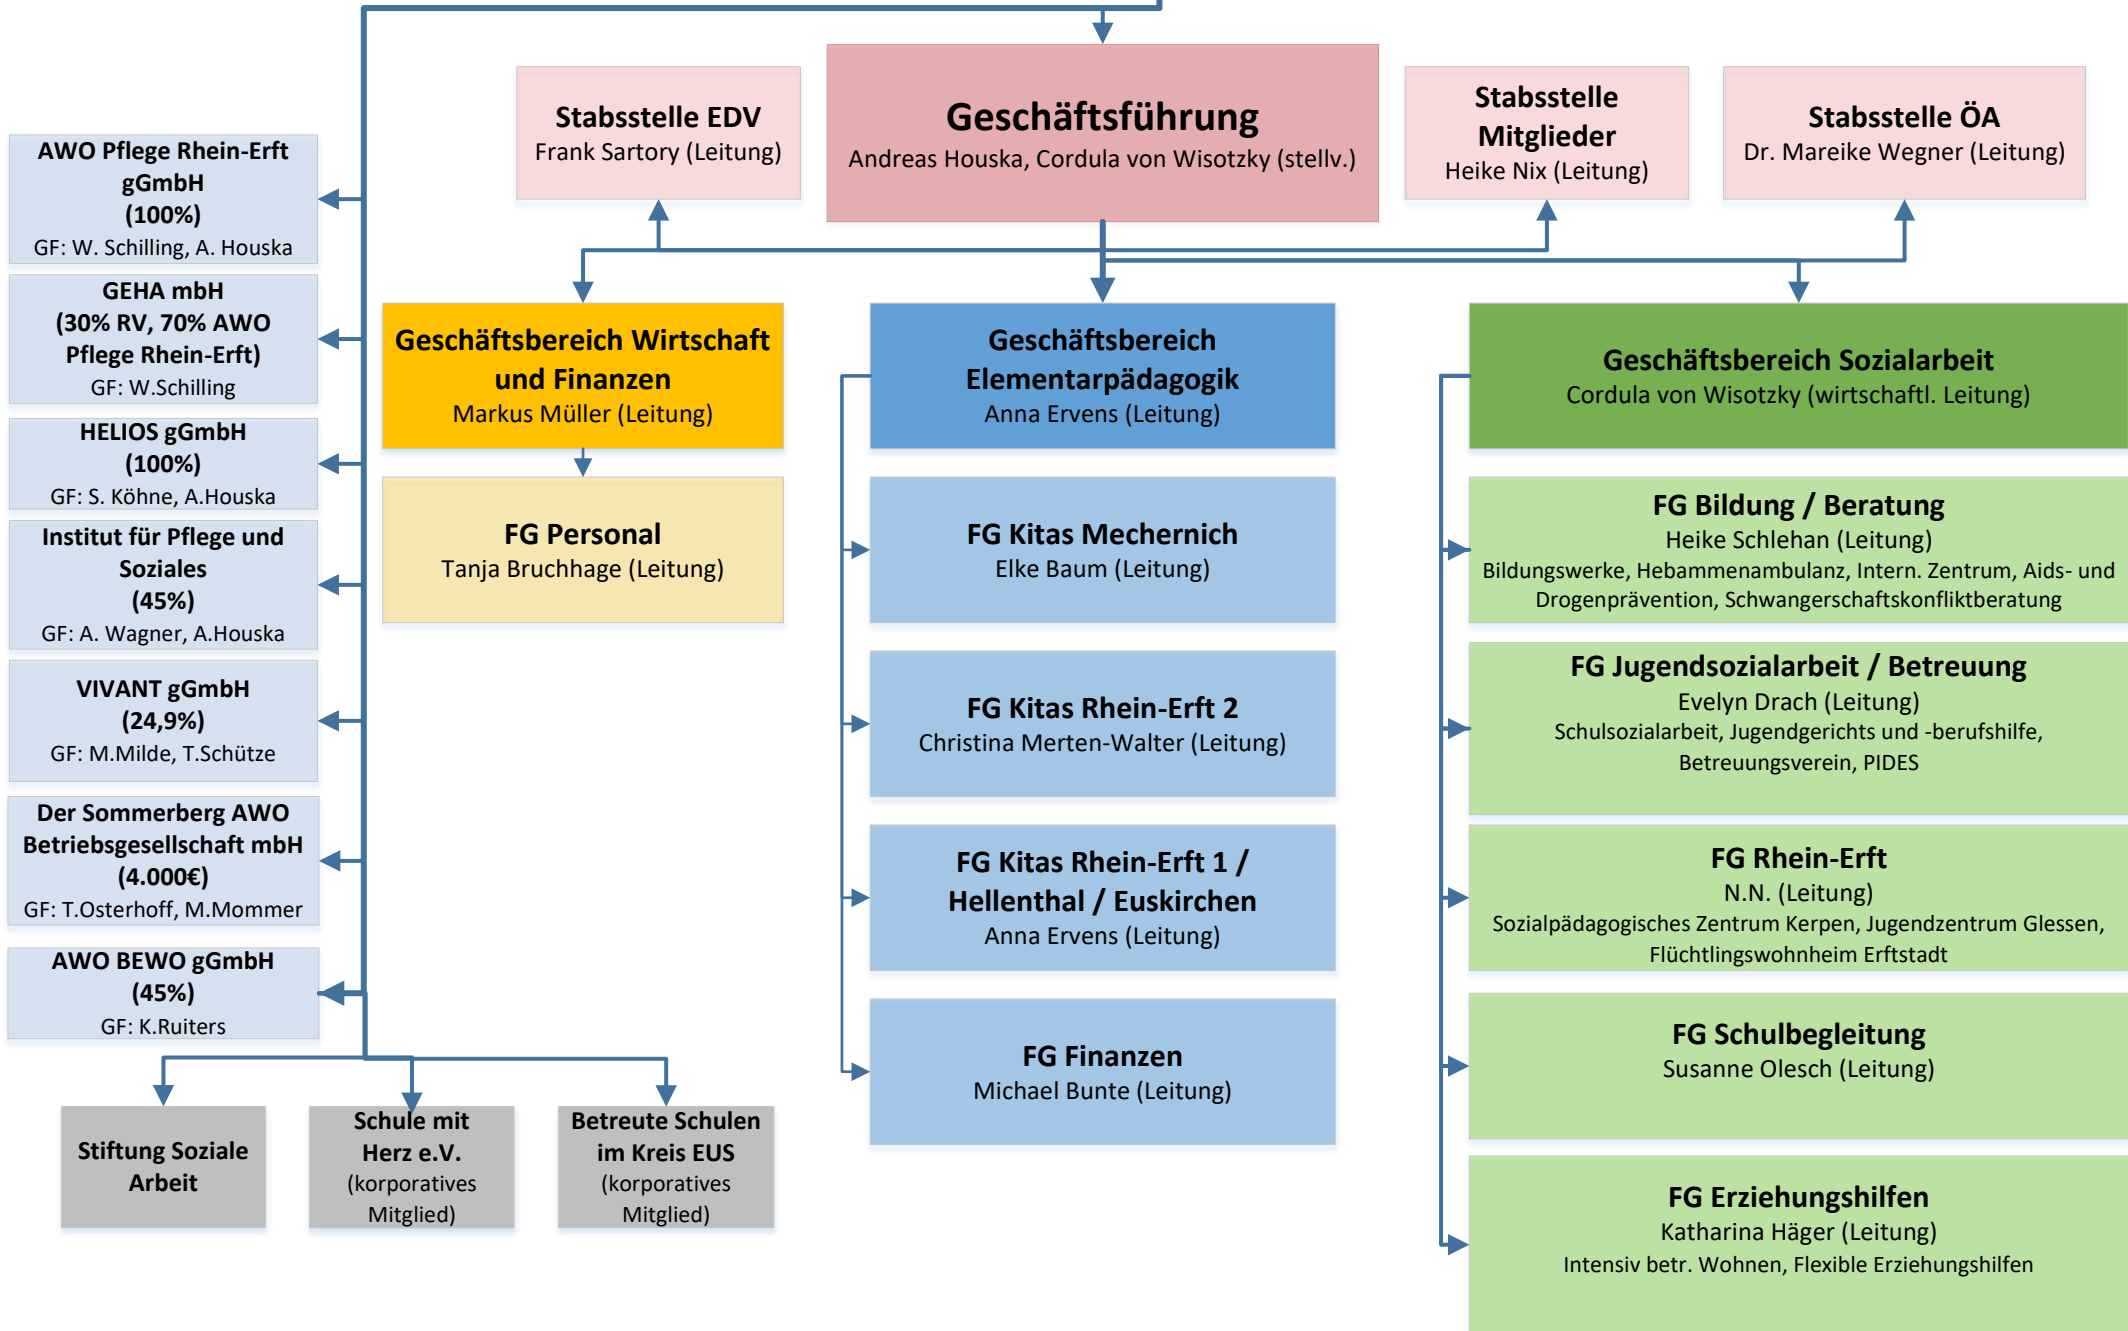 Geschäftsführung
Andreas Houska, Cordula von Wisotzky (stellv.)
Stabsstelle EDV
Frank Sartory (Leitung)
Stabsstelle
Mitglieder
Heike Nix (Leitung)
Stabsstelle ÖA
Dr. Mareike Wegner (Leitung)
AWO Pflege Rhein-Erft
gGmbH
(100%)
GF: W. Schilling, A. Houska
GEHA mbH
(30% RV, 70% AWO
Pflege Rhein-Erft)
GF: W.Schilling
HELIOS gGmbH
(100%)
GF: S. Köhne, A.Houska
Institut für Pflege und
Soziales
(45%)
GF: A. Wagner, A.Houska
VIVANT gGmbH
(24,9%)
GF: M.Milde, T.Schütze
Der Sommerberg AWO
Betriebsgesellschaft mbH
(4.000€)
GF: T.Osterhoff, M.Mommer
AWO BEWO gGmbH
(45%)
GF: K.Ruiters
Stiftung Soziale
Arbeit
Schule mit
Herz e.V.
(korporatives
Mitglied)
Betreute Schulen
im Kreis EUS
(korporatives
Mitglied)
Geschäftsbereich Wirtschaft
und Finanzen
Markus Müller (Leitung)
FG Personal
Tanja Bruchhage (Leitung)
Geschäftsbereich
Elementarpädagogik
Anna Ervens (Leitung)
FG Kitas Mechernich
Elke Baum (Leitung)
FG Kitas Rhein-Erft 2
Christina Merten-Walter (Leitung)
FG Kitas Rhein-Erft 1 /
Hellenthal / Euskirchen
Anna Ervens (Leitung)
FG Finanzen
Michael Bunte (Leitung)
Geschäftsbereich Sozialarbeit
Cordula von Wisotzky (wirtschaftl. Leitung)
FG Bildung / Beratung
Heike Schlehan (Leitung)
Bildungswerke, Hebammenambulanz, Intern. Zentrum, Aids- und
Drogenprävention, Schwangerschaftskonfliktberatung
FG Jugendsozialarbeit / Betreuung
Evelyn Drach (Leitung)
Schulsozialarbeit, Jugendgerichts und -berufshilfe,
Betreuungsverein, PIDES
FG Rhein-Erft
N.N. (Leitung)
Sozialpädagogisches Zentrum Kerpen, Jugendzentrum Glessen,
Flüchtlingswohnheim Erftstadt
FG Schulbegleitung
Susanne Olesch (Leitung)
FG Erziehungshilfen
Katharina Häger (Leitung)
Intensiv betr. Wohnen, Flexible Erziehungshilfen